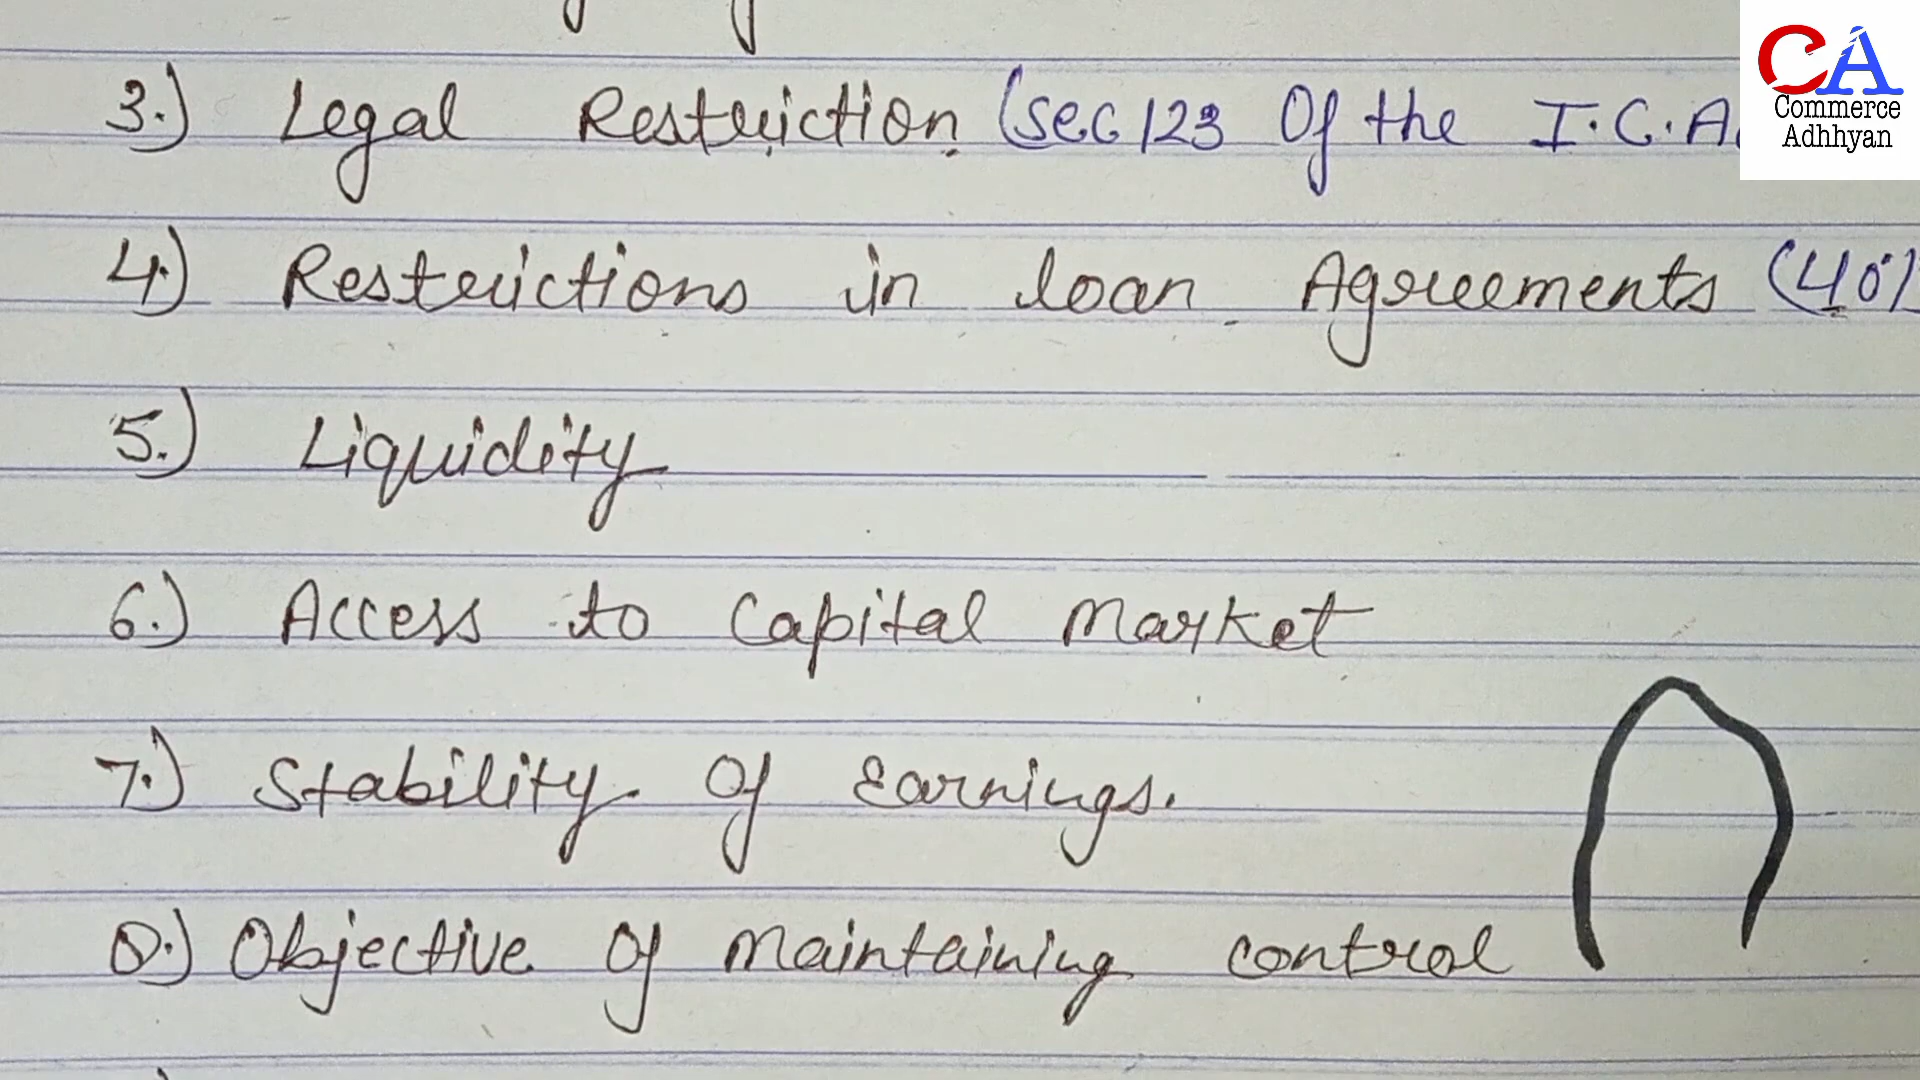 3.) Legal Restriction (sec 123 Of the I.C.A.
4.) Restrictions in loan Agreements (40%
5.) Liquidity
6.) Access to Capital Market
7.) Stability Of Earnings.
8.) Objective Of Maintaining control
CA
Commerce
Adhhyan